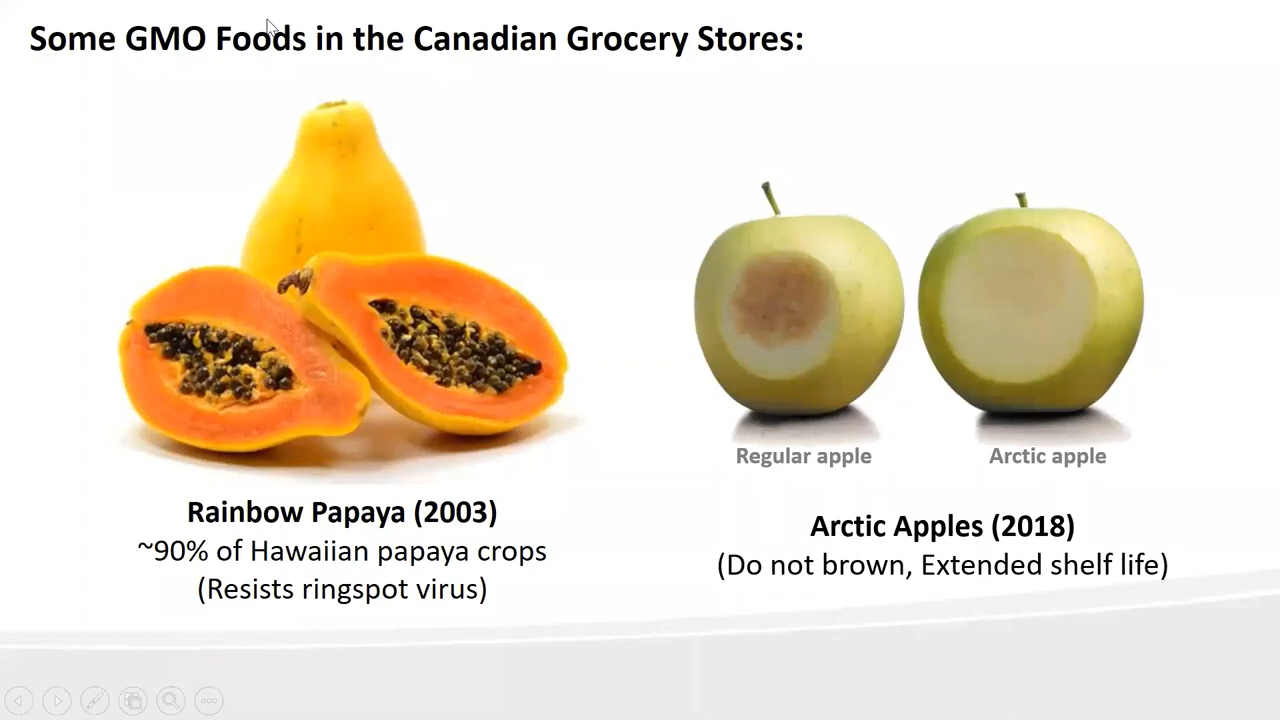 Some GMO Foods in the Canadian Grocery Stores:
Regular apple
Arctic apple
Rainbow Papaya (2003)
~90% of Hawaiian papaya crops
(Resists ringspot virus)
Arctic Apples (2018)
(Do not brown, Extended shelf life)